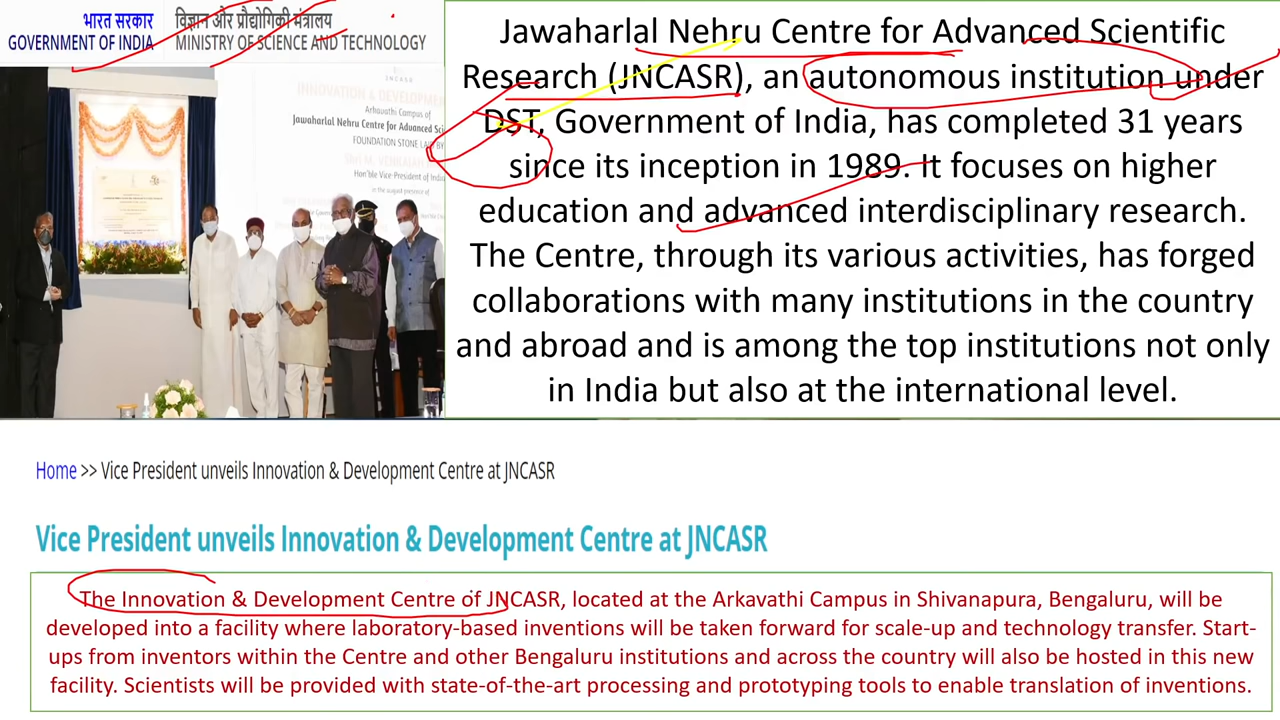 भारत सरकार
GOVERNMENT OF INDIA
विज्ञान और प्रौद्योगिकी मंत्रालय
MINISTRY OF SCIENCE AND TECHNOLOGY
JNCASR
INNOVATION & DEVELOPMENT
Arkavathi Campus of
Jawaharlal Nehru Centre for Advanced Sci
FOUNDATION STONE LAID BY
Hon'ble Vice-President of India
in the august presence of
Jawaharlal Nehru Centre for Advanced Scientific
Research (JNCASR), an autonomous institution under
DST, Government of India, has completed 31 years
since its inception in 1989. It focuses on higher
education and advanced interdisciplinary research.
The Centre, through its various activities, has forged
collaborations with many institutions in the country
and abroad and is among the top institutions not only
in India but also at the international level.
Home >> Vice President unveils Innovation & Development Centre at JNCASR
Vice President unveils Innovation & Development Centre at JNCASR
The Innovation & Development Centre of JNCASR, located at the Arkavathi Campus in Shivanapura, Bengaluru, will be
developed into a facility where laboratory-based inventions will be taken forward for scale-up and technology transfer. Start-
ups from inventors within the Centre and other Bengaluru institutions and across the country will also be hosted in this new
facility. Scientists will be provided with state-of-the-art processing and prototyping tools to enable translation of inventions.